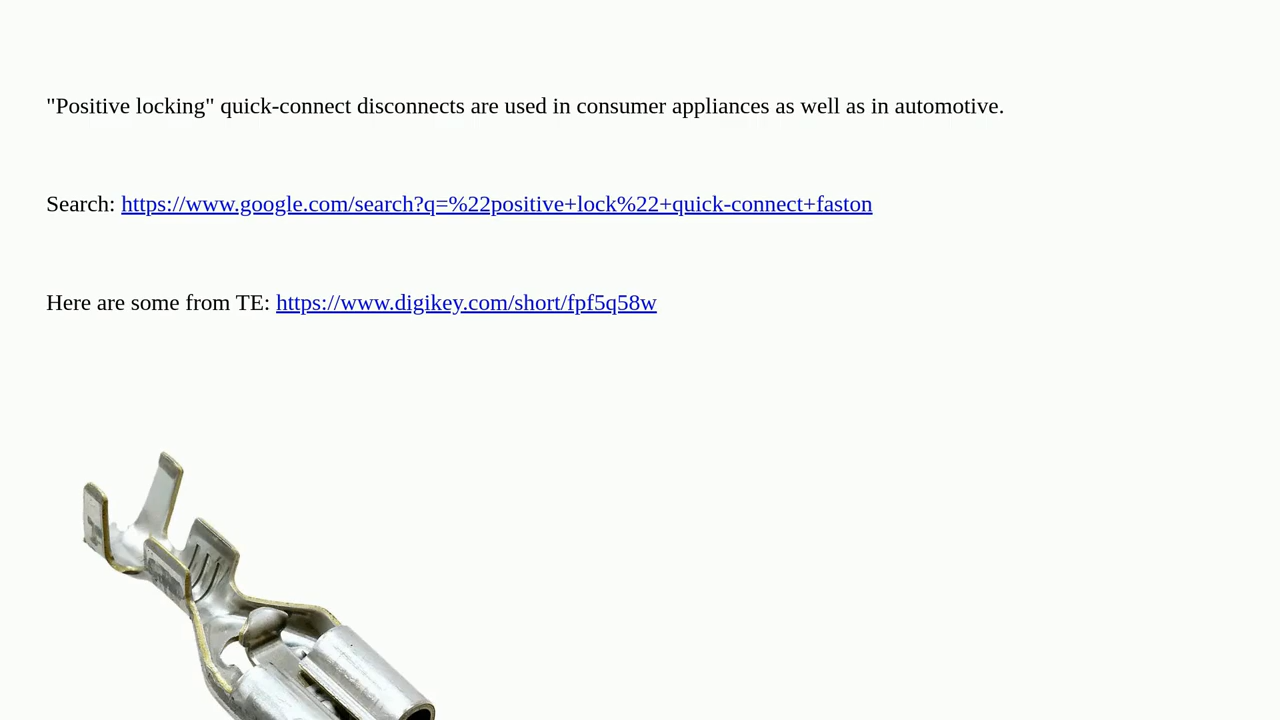 "Positive locking" quick-connect disconnects are used in consumer appliances as well as in automotive.
Search: https://www.google.com/search?q=%22positive+lock%22+quick-connect+faston
Here are some from TE: https://www.digikey.com/short/fpf5q58w